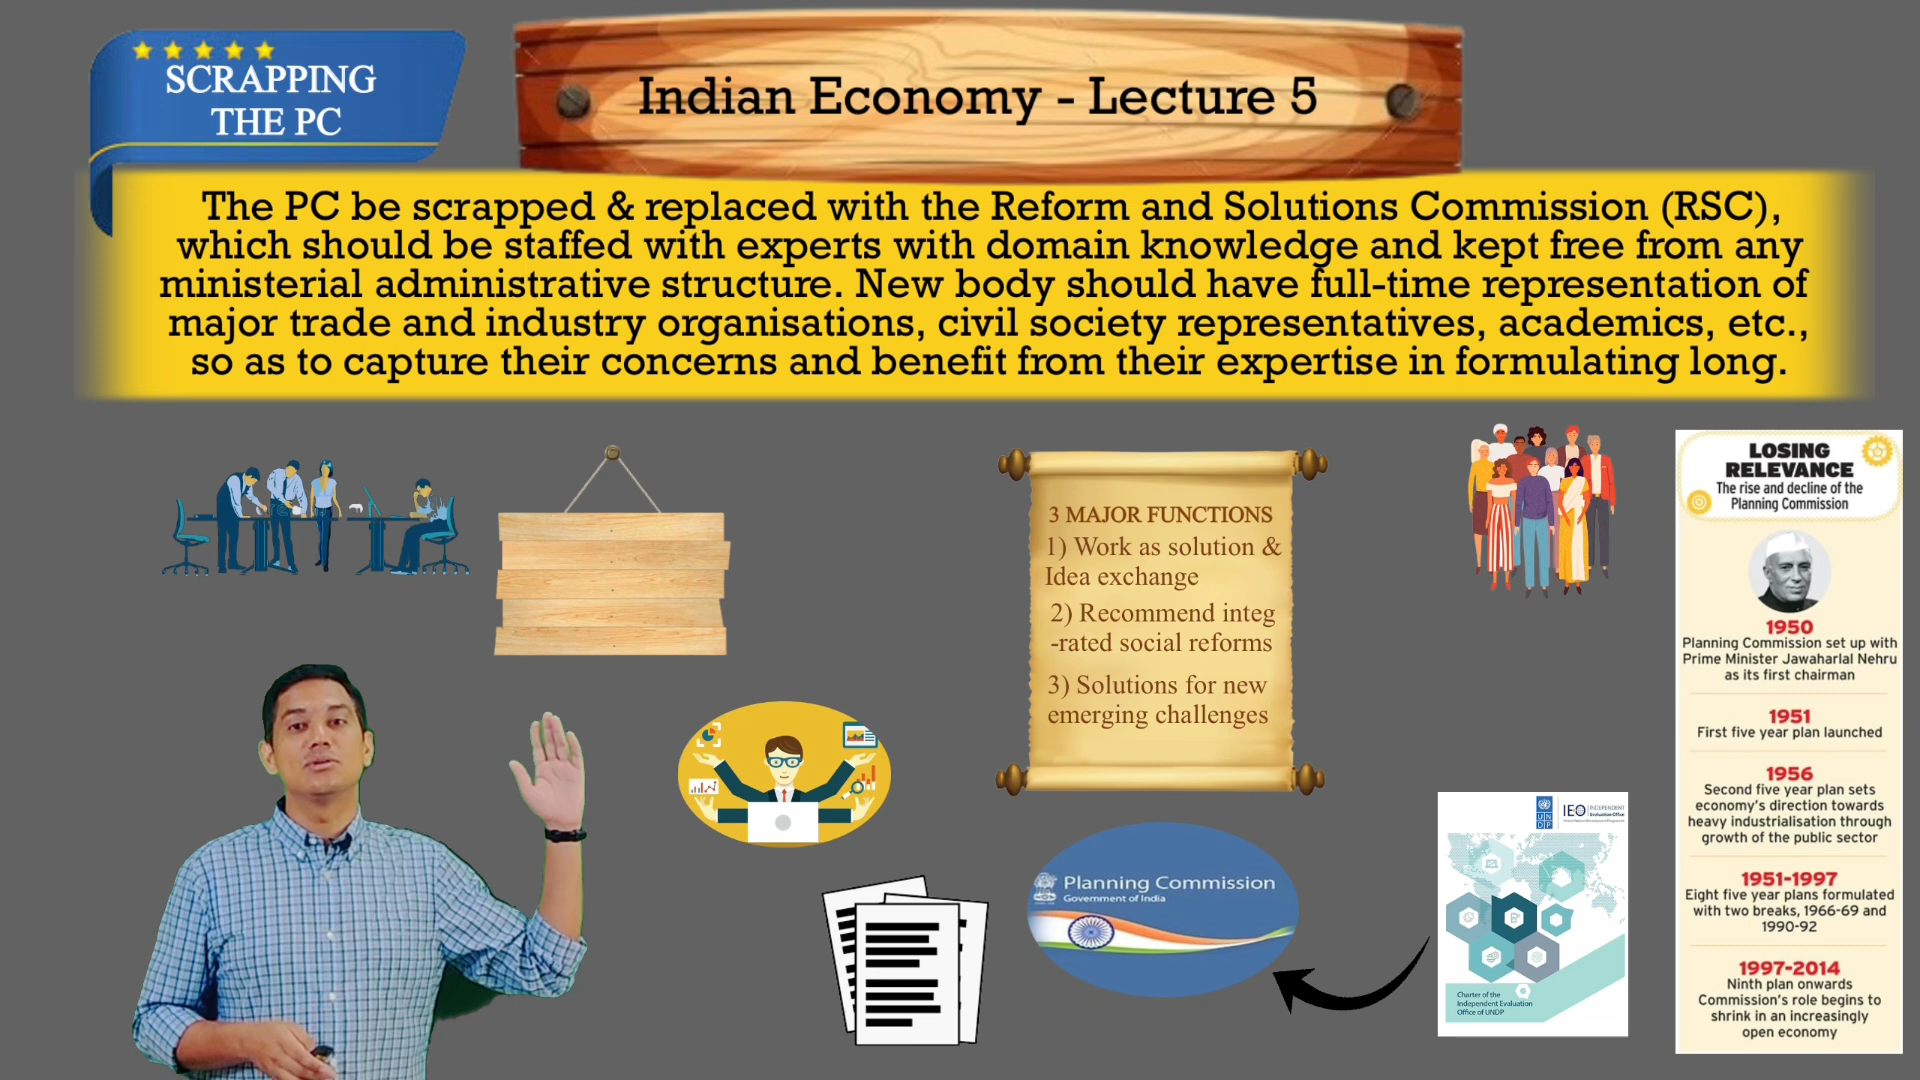 SCRAPPING
THE PC
Indian Economy - Lecture 5
The PC be scrapped & replaced with the Reform and Solutions Commission (RSC),
which should be staffed with experts with domain knowledge and kept free from any
ministerial administrative structure. New body should have full-time representation of
major trade and industry organisations, civil society representatives, academics, etc.,
so as to capture their concerns and benefit from their expertise in formulating long.
3 MAJOR FUNCTIONS
1) Work as solution &
Idea exchange
2) Recommend integ
-rated social reforms
3) Solutions for new
emerging challenges
Planning Commission
Government of India
U N
D P
IEO
INDEPENDENT
Evaluation Office
Charter of the
Independent Evaluation
Office of UNDP
LOSING
RELEVANCE
The rise and decline of the
Planning Commission
1950
Planning Commission set up with
Prime Minister Jawaharlal Nehru
as its first chairman
1951
First five year plan launched
1956
Second five year plan sets
economy's direction towards
heavy industrialisation through
growth of the public sector
1951-1997
Eight five year plans formulated
with two breaks, 1966-69 and
1990-92
1997-2014
Ninth plan onwards
Commission's role begins to
shrink in an increasingly
open economy